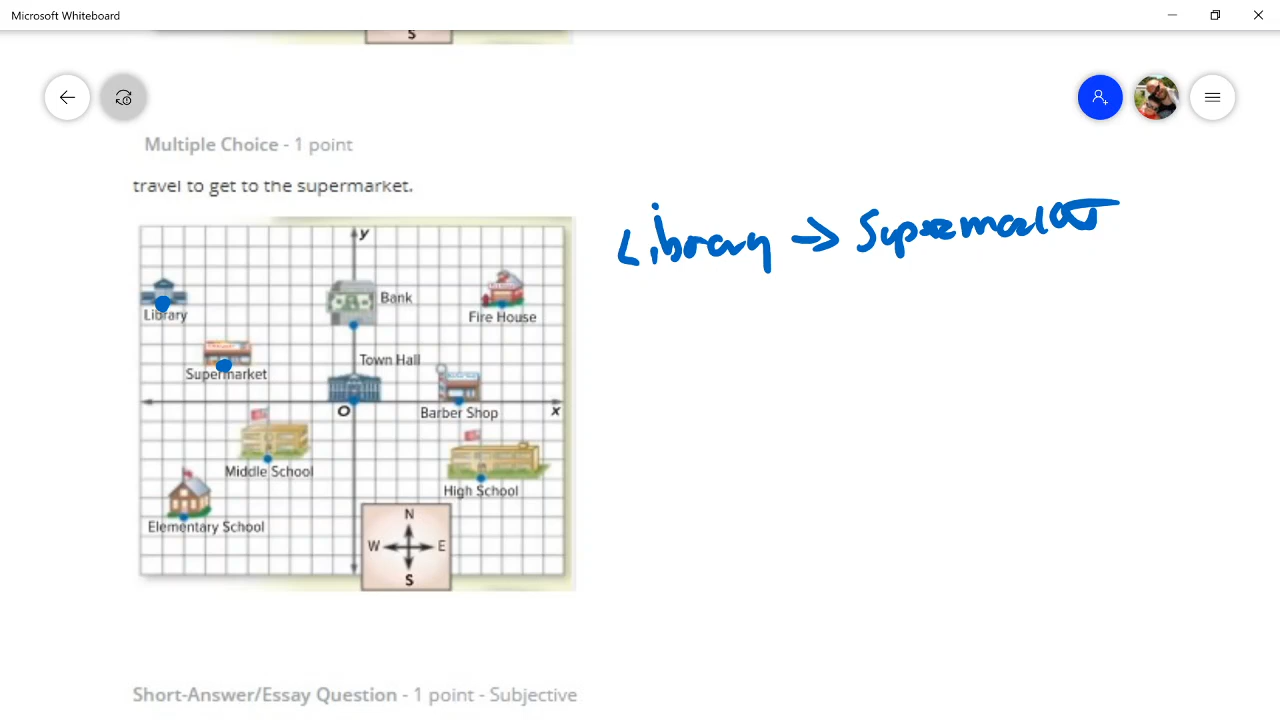 Microsoft Whiteboard
S
Multiple Choice - 1 point
travel to get to the supermarket.
Library → Supermarket
y
Bank
Library
Fire House
Town Hall
Supermarket
O
Barber Shop
x
Middle School
High School
Elementary School
N
W E
S
Short-Answer/Essay Question - 1 point - Subjective